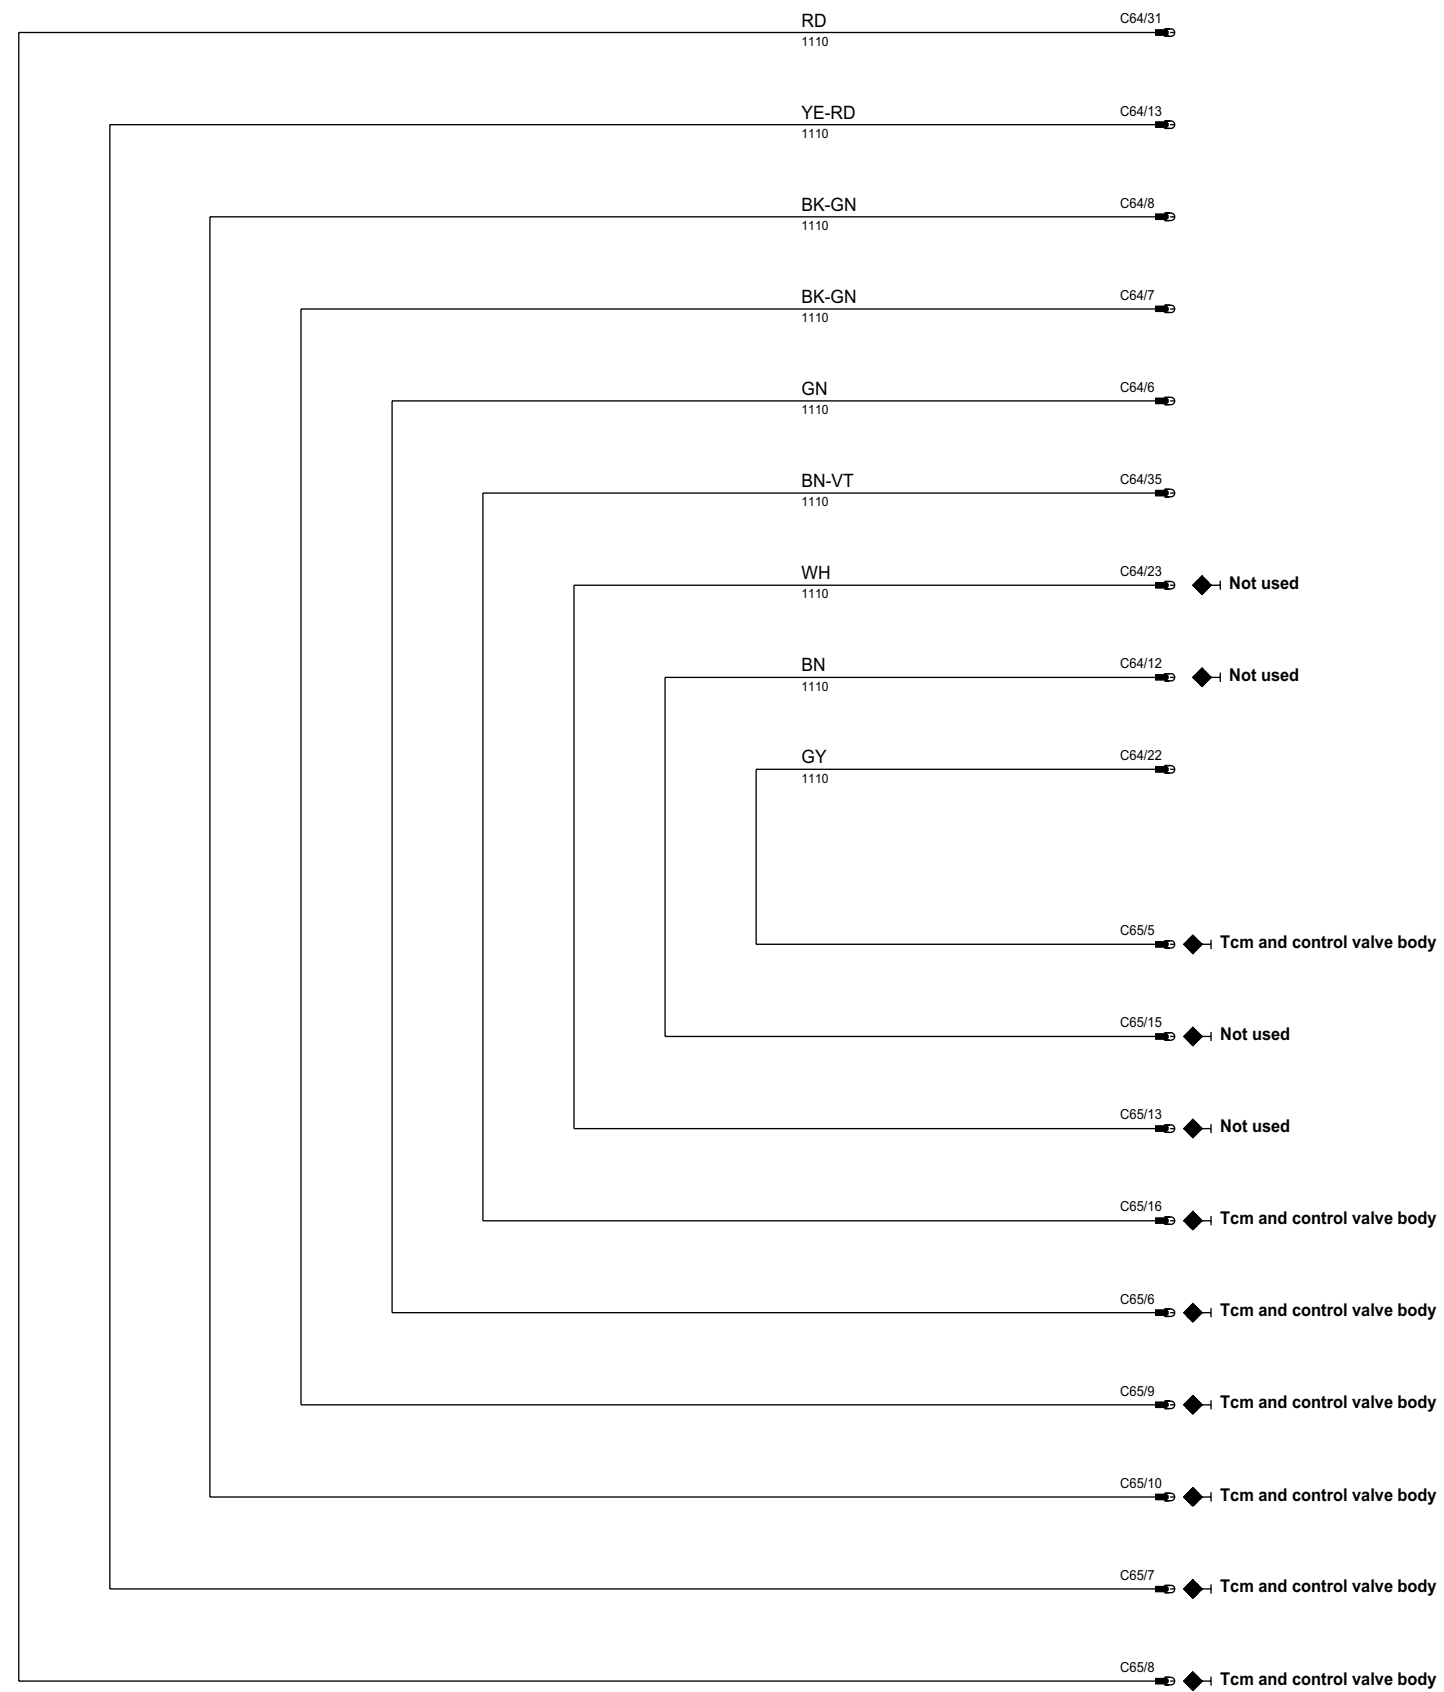 RD
C64/31
1110
YE-RD
C64/13
1110
BK-GN
C64/8
1110
BK-GN
C64/7
1110
GN
C64/6
1110
BN-VT
C64/35
1110
WH
C64/23
Not used
1110
BN
C64/12
Not used
1110
GY
C64/22
1110
C65/5
Tcm and control valve body
C65/15
Not used
C65/13
Not used
C65/16
Tcm and control valve body
C65/6
Tcm and control valve body
C65/9
Tcm and control valve body
C65/10
Tcm and control valve body
C65/7
Tcm and control valve body
C65/8
Tcm and control valve body